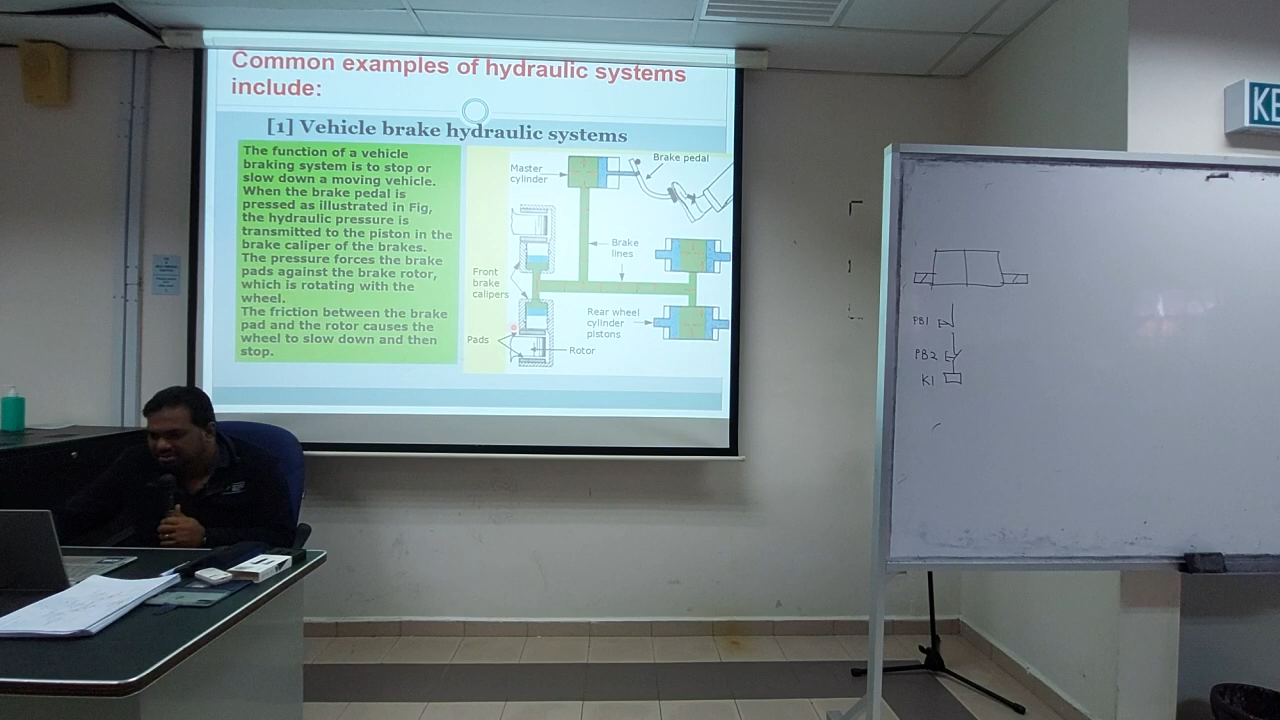 Common examples of hydraulic systems
include:
[1] Vehicle brake hydraulic systems
The function of a vehicle
braking system is to stop or
slow down a moving vehicle.
When the brake pedal is
pressed as illustrated in Fig,
the hydraulic pressure is
transmitted to the piston in the
brake caliper of the brakes.
The pressure forces the brake
pads against the brake rotor,
which is rotating with the
wheel.
The friction between the brake
pad and the rotor causes the
wheel to slow down and then
stop.
Brake pedal
Master
cylinder
Brake
lines
Front
brake
calipers
Rear wheel
cylinder
pistons
Pads
Rotor
PB1
PB2
K1
KE